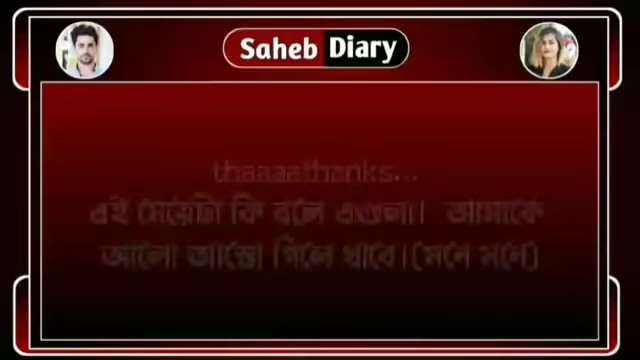 Saheb Diary
thaaaathanks...
এই মেয়েটা কি বলে এগুলা। আমাকে
আলো আস্তো গিলে খাবে।(মনে মনে)